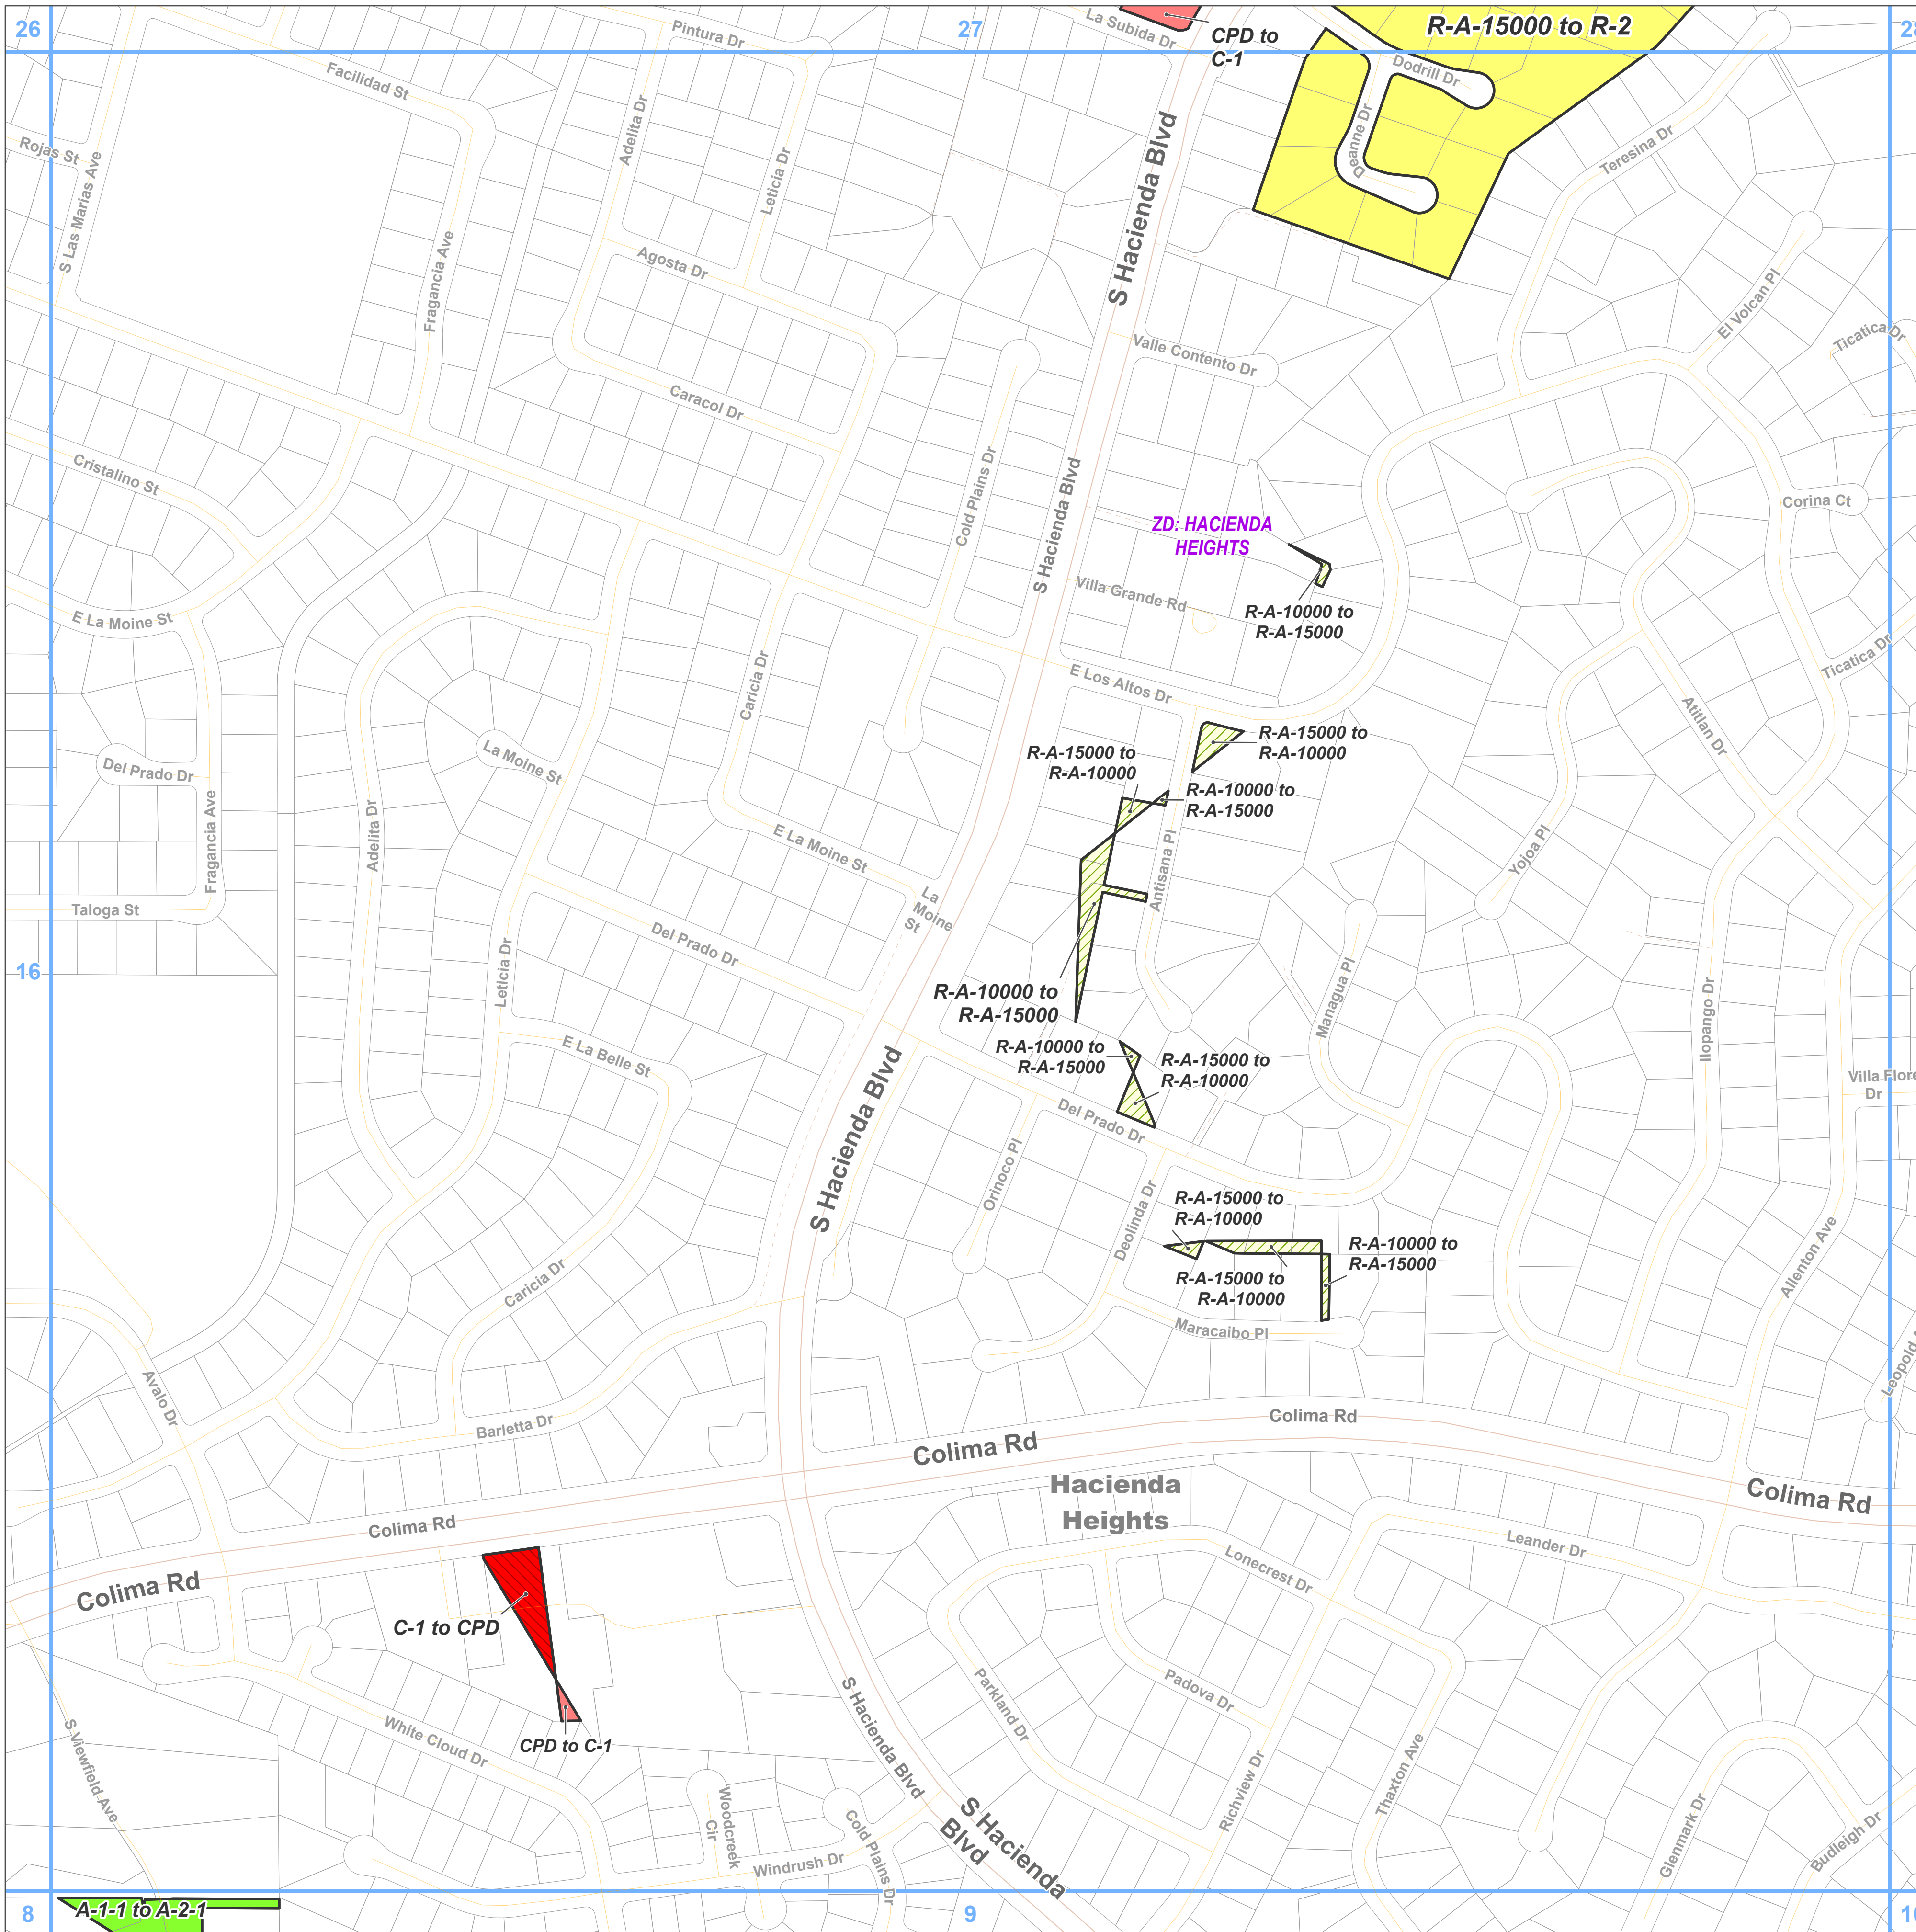 26
27
28
Pintura Dr
La Subida Dr
CPD to
C-1
R-A-15000 to R-2
Facilidad St
Dodrill Dr
Rojas St
S Las Marias Ave
Adelita Dr
Leticia Dr
Deanne Dr
Teresina Dr
S Hacienda Blvd
Fragancia Ave
Agosta Dr
El Volcan Pl
Ticatica Dr
Valle Contento Dr
Caracol Dr
Cristalino St
Cold Plains Dr
S Hacienda Blvd
Corina Ct
ZD: HACIENDA
HEIGHTS
Villa Grande Rd
R-A-10000 to
R-A-15000
E La Moine St
Caricia Dr
E Los Altos Dr
Ticatica Dr
Atitlan Dr
R-A-15000 to
R-A-10000
R-A-15000 to
R-A-10000
La Moine St
Del Prado Dr
R-A-10000 to
R-A-15000
Fragancia Ave
Adelita Dr
E La Moine St
Antisana Pl
Yojoa Pl
La
Moine
St
Taloga St
16
Leticia Dr
Del Prado Dr
R-A-10000 to
R-A-15000
Managua Pl
Ilopango Dr
E La Belle St
R-A-10000 to
R-A-15000
R-A-15000 to
R-A-10000
Villa Flore
Dr
S Hacienda Blvd
Del Prado Dr
Orinoco Pl
Deolinda Dr
R-A-15000 to
R-A-10000
R-A-10000 to
R-A-15000
R-A-15000 to
R-A-10000
Allenton Ave
Caricia Dr
Maracaibo Pl
Leopold
Avalo Dr
Barletta Dr
Colima Rd
Colima Rd
Hacienda
Heights
Colima Rd
Colima Rd
Colima Rd
Leander Dr
Lonecrest Dr
C-1 to CPD
Parkland Dr
Padova Dr
S Hacienda Blvd
S Viewfield Ave
White Cloud Dr
CPD to C-1
Richview Dr
Thaxton Ave
Woodcreek
Cir
Cold Plains Dr
Windrush Dr
S Hacienda
Blvd
Glenmark Dr
Budleigh Dr
A-1-1 to A-2-1
8
9
10